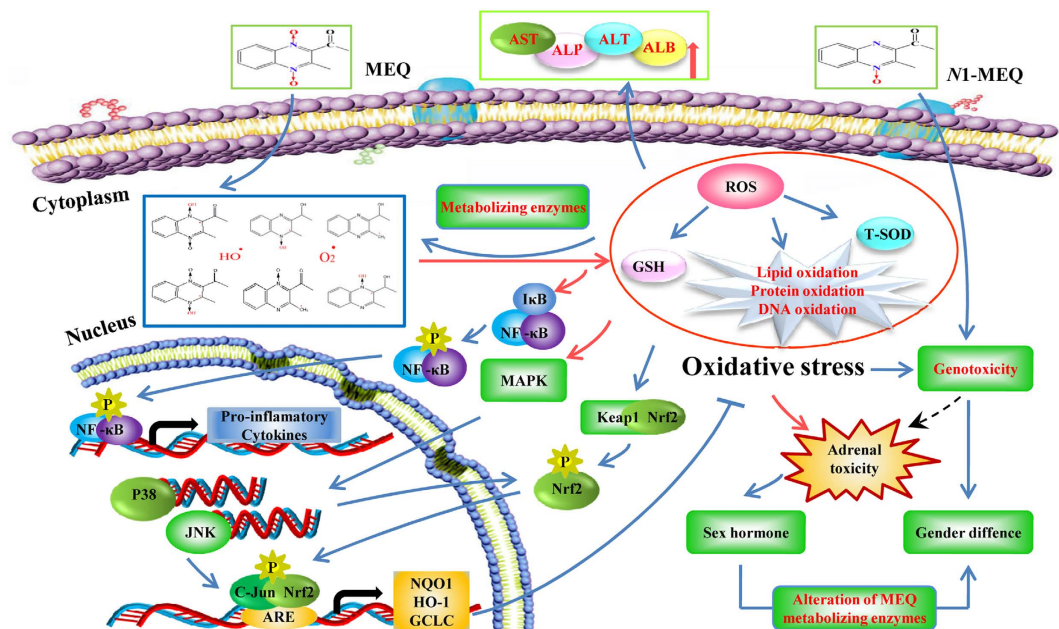 MEQ
AST
ALP
ALT
ALB
N1-MEQ
Cytoplasm
Metabolizing enzymes
ROS
T-SOD
GSH
Lipid oxidation
Protein oxidation
DNA oxidation
HO•
O2•
Nucleus
IκB
NF-κB
P
NF-κB
MAPK
Oxidative stress
Genotoxicity
P
NF-κB
Pro-inflamatory
Cytokines
Keap1 Nrf2
P
Nrf2
Adrenal
toxicity
P38
JNK
Sex hormone
Gender diffence
P
C-Jun Nrf2
ARE
NQO1
HO-1
GCLC
Alteration of MEQ
metabolizing enzymes